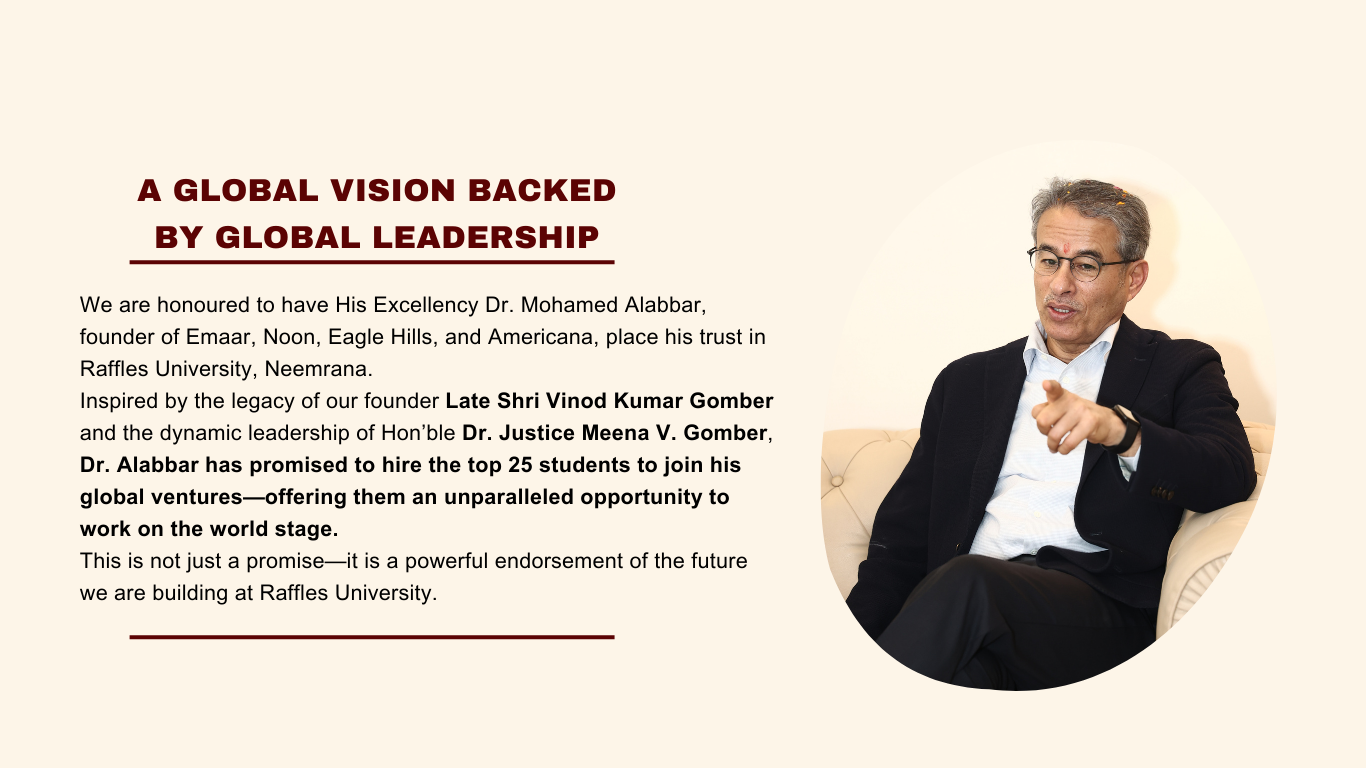 A GLOBAL VISION BACKED
BY GLOBAL LEADERSHIP
We are honoured to have His Excellency Dr. Mohamed Alabbar,
founder of Emaar, Noon, Eagle Hills, and Americana, place his trust in
Raffles University, Neemrana.
Inspired by the legacy of our founder Late Shri Vinod Kumar Gomber
and the dynamic leadership of Hon’ble Dr. Justice Meena V. Gomber,
Dr. Alabbar has promised to hire the top 25 students to join his
global ventures—offering them an unparalleled opportunity to
work on the world stage.
This is not just a promise—it is a powerful endorsement of the future
we are building at Raffles University.